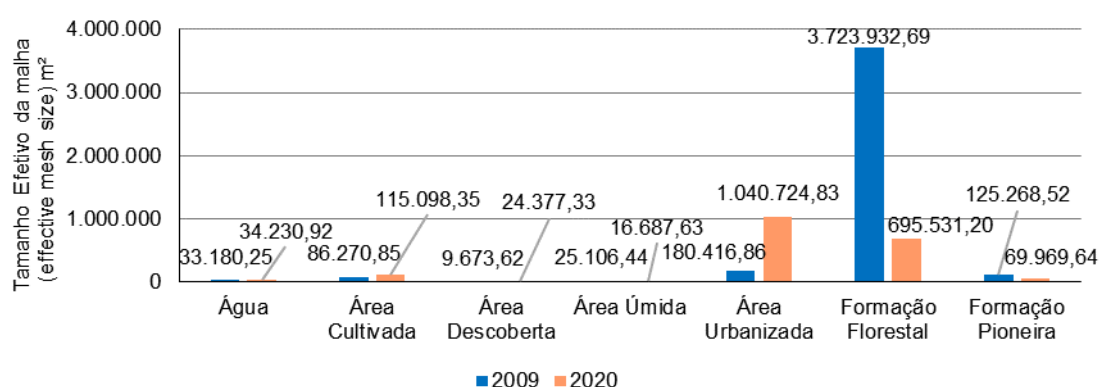 Tamanho Efetivo da malha
(effective mesh size) m²
4.000.000
3.000.000
2.000.000
1.000.000
0
3.723.932,69
115.098,35
24.377,33
1.040.724,83
125.268,52
34.230,92
16.687,63
695.531,20
33.180,25
86.270,85
9.673,62
25.106,44
180.416,86
69.969,64
Água
Área
Cultivada
Área
Descoberta
Área Úmida
Área
Urbanizada
Formação
Florestal
Formação
Pioneira
2009
2020